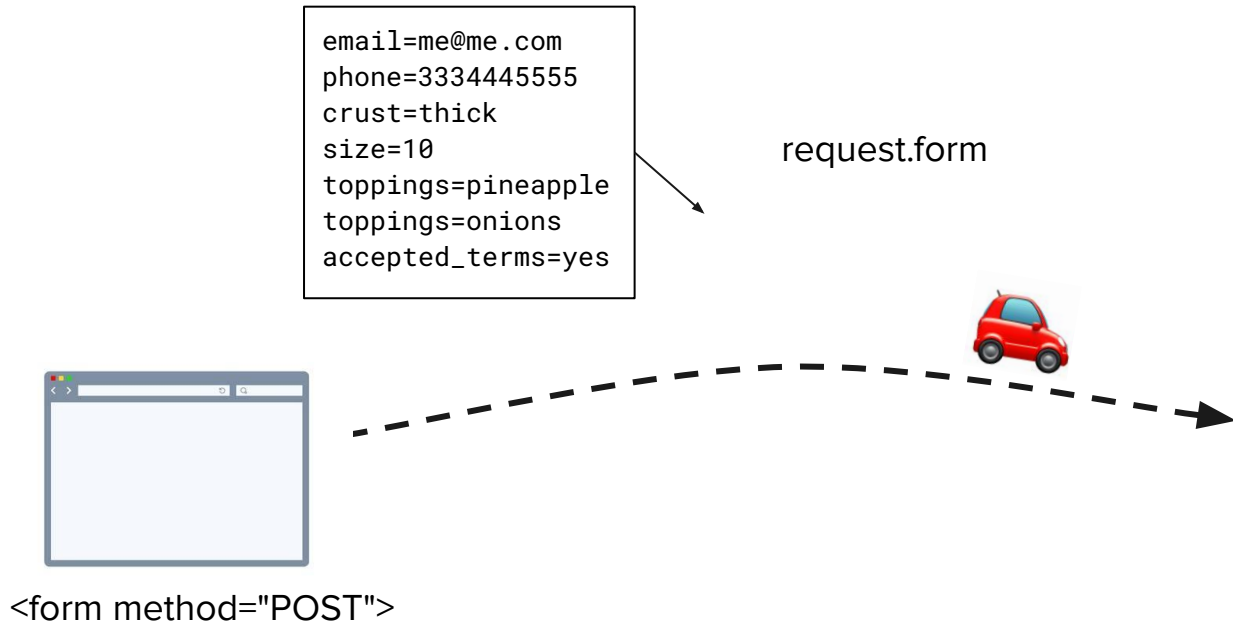 email=me@me.com
phone=3334445555
crust=thick
size=10
toppings=pineapple
toppings=onions
accepted_terms=yes
request.form
<form method="POST">